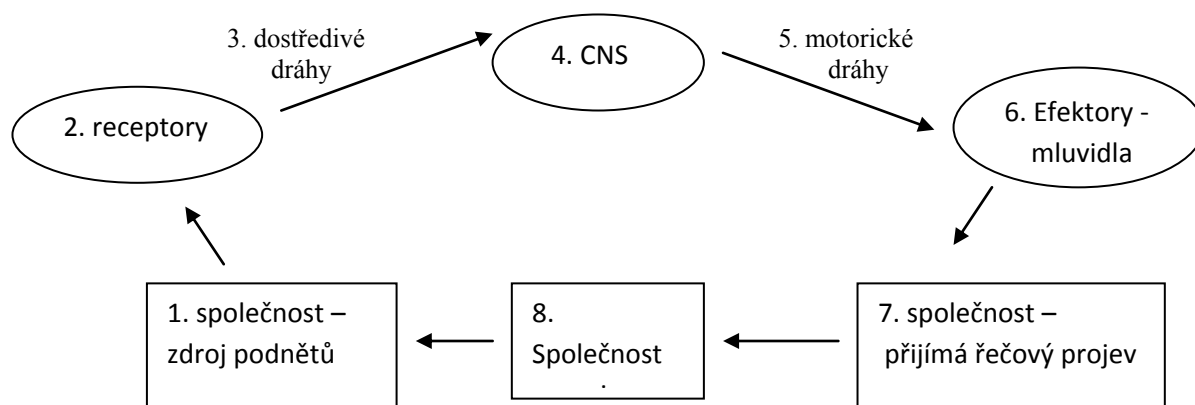 1. společnost –
zdroj podnětů
2. receptory
3. dostředivé
dráhy
4. CNS
5. motorické
dráhy
6. Efektory -
mluvidla
7. společnost –
přijímá řečový projev
8.
Společnost